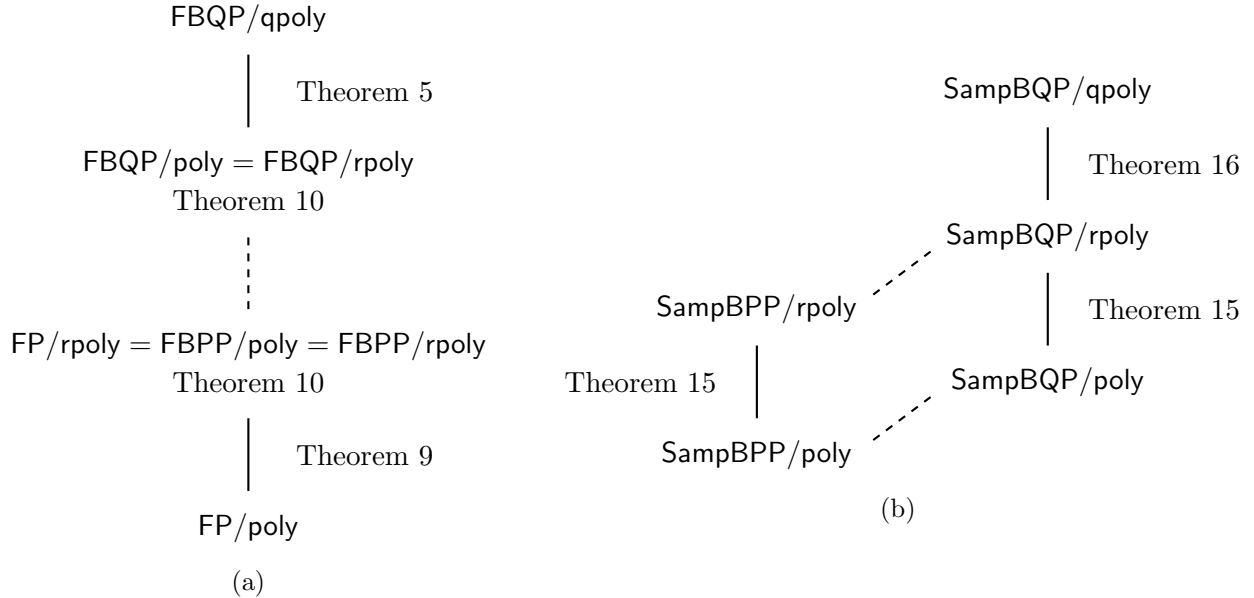 FBQP/qpoly
Theorem 5
FBQP/poly = FBQP/rpoly
Theorem 10
FP/rpoly = FBPP/poly = FBPP/rpoly
Theorem 10
Theorem 9
FP/poly
(a)
SampBQP/qpoly
Theorem 16
SampBQP/rpoly
SampBPP/rpoly
Theorem 15
Theorem 15
SampBQP/poly
SampBPP/poly
(b)